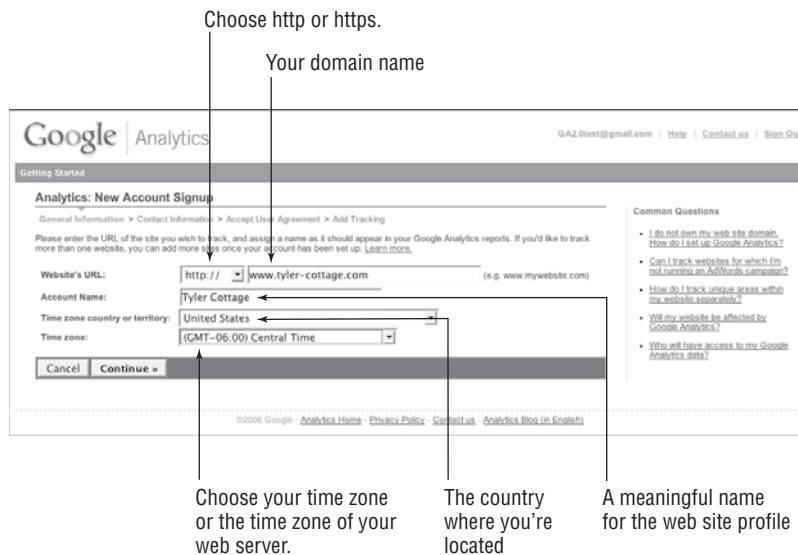 Choose http or https.
Your domain name
Google Analytics
GA2.0test@gmail.com | Help | Contact us | Sign Ou
Getting Started
Analytics: New Account Signup
General Information > Contact Information > Accept User Agreement > Add Tracking
Please enter the URL of the site you wish to track, and assign a name as it should appear in your Google Analytics reports. If you'd like to track
more than one website, you can add more sites once your account has been set up. Learn more.
Website's URL: http:// www.tyler-cottage.com (e.g. www.mywebsite.com)
Account Name: Tyler Cottage
Time zone country or territory: United States
Time zone: (GMT-06:00) Central Time
Cancel Continue »
Common Questions
I do not own my web site domain.
How do I set up Google Analytics?
Can I track websites for which I'm
not running an AdWords campaign?
How do I track unique areas within
my website separately?
Will my website be affected by
Google Analytics?
Who will have access to my Google
Analytics data?
©2006 Google - Analytics Home - Privacy Policy - Contact us - Analytics Blog (in English)
Choose your time zone
or the time zone of your
web server.
The country
where you're
located
A meaningful name
for the web site profile